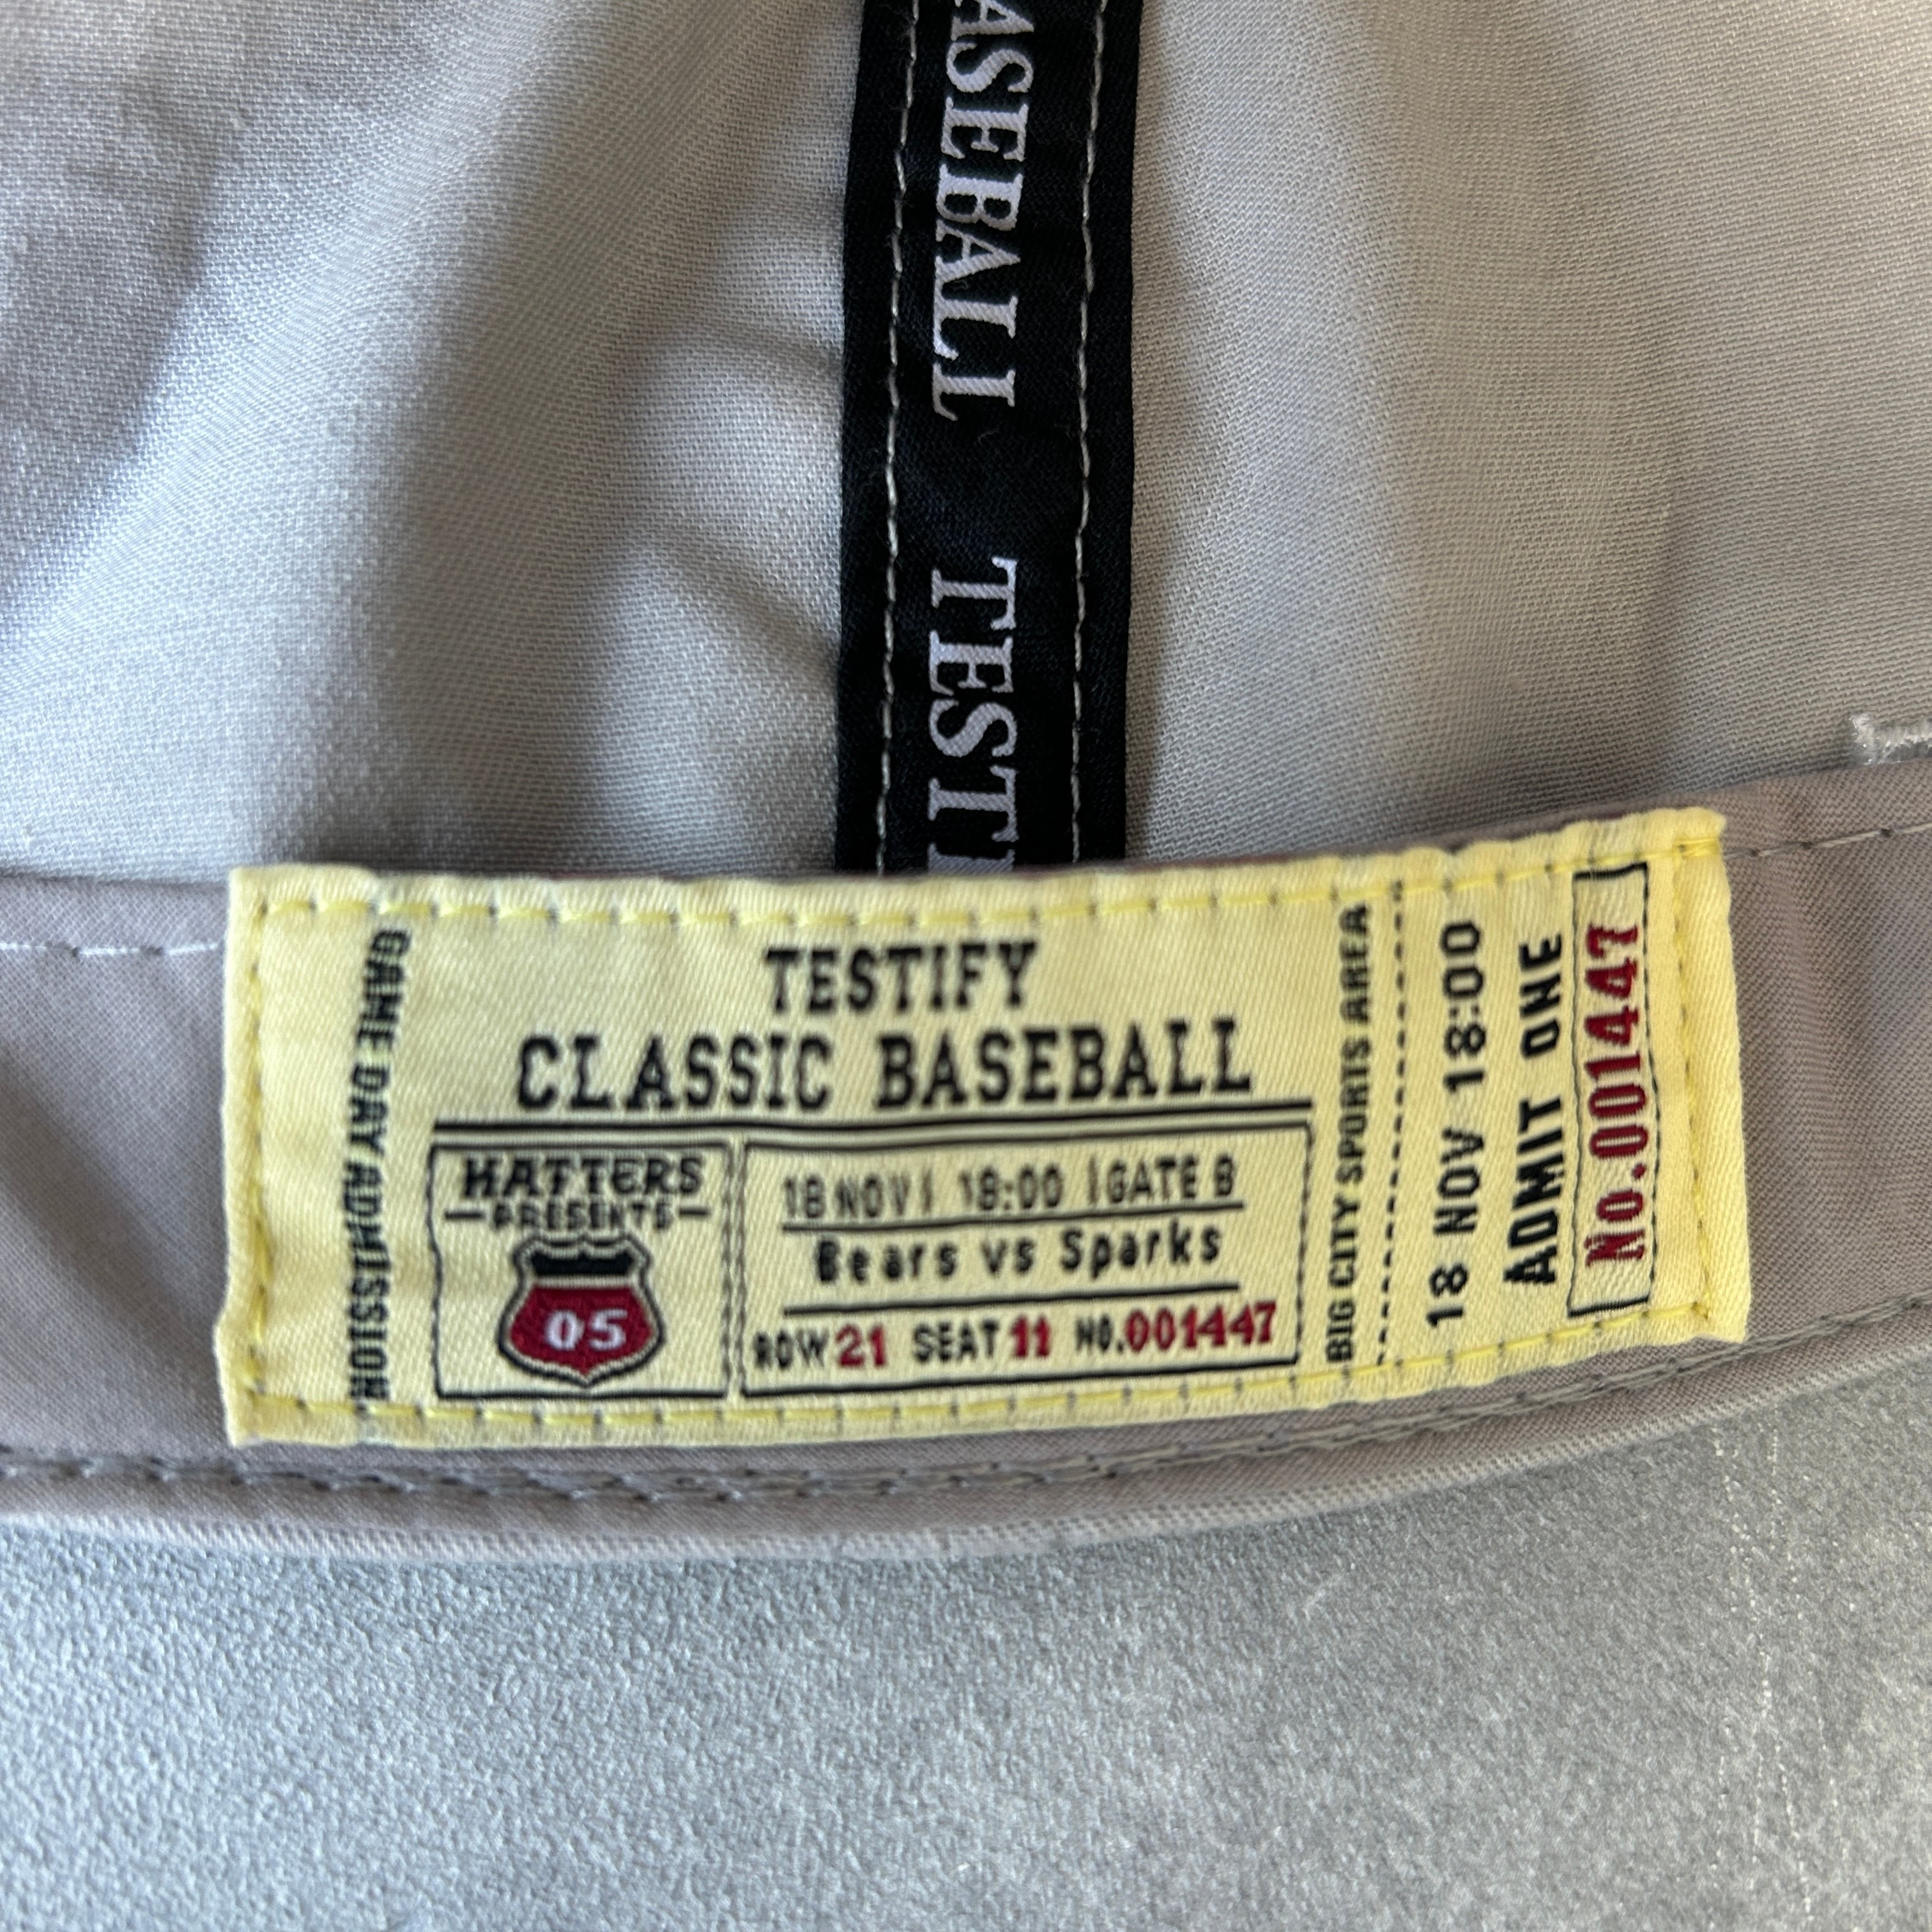 ASEBALL TESTI
GAME DAY ADMISSION
TESTIFY
CLASSIC BASEBALL
HATTERS
PRESENTS
05
18 NOV | 18:00 | GATE B
Bears vs Sparks
ROW 21 SEAT 11 NO.001447
BIG CITY SPORTS AREA
18 NOV 18:00
ADMIT ONE
No.001447